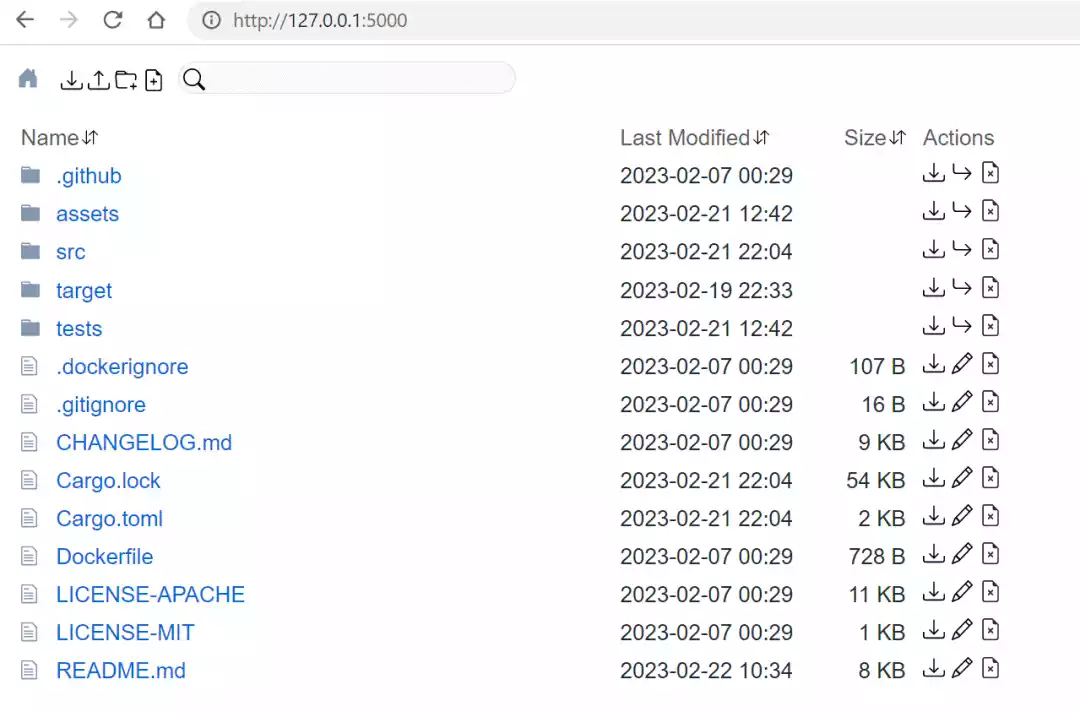 http://127.0.0.1:5000
Name Last Modified Size Actions
.github 2023-02-07 00:29
assets 2023-02-21 12:42
src 2023-02-21 22:04
target 2023-02-19 22:33
tests 2023-02-21 12:42
.dockerignore 2023-02-07 00:29 107 B
.gitignore 2023-02-07 00:29 16 B
CHANGELOG.md 2023-02-07 00:29 9 KB
Cargo.lock 2023-02-21 22:04 54 KB
Cargo.toml 2023-02-21 22:04 2 KB
Dockerfile 2023-02-07 00:29 728 B
LICENSE-APACHE 2023-02-07 00:29 11 KB
LICENSE-MIT 2023-02-07 00:29 1 KB
README.md 2023-02-22 10:34 8 KB